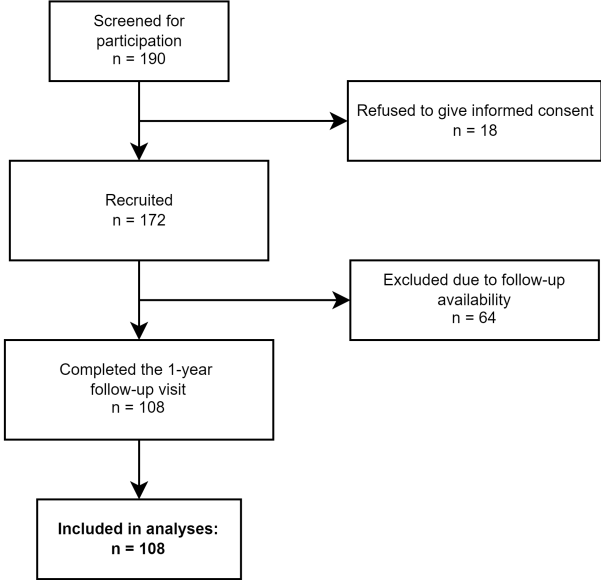 Screened for
participation
n = 190
Refused to give informed consent
n = 18
Recruited
n = 172
Excluded due to follow-up
availability
n = 64
Completed the 1-year
follow-up visit
n = 108
Included in analyses:
n = 108